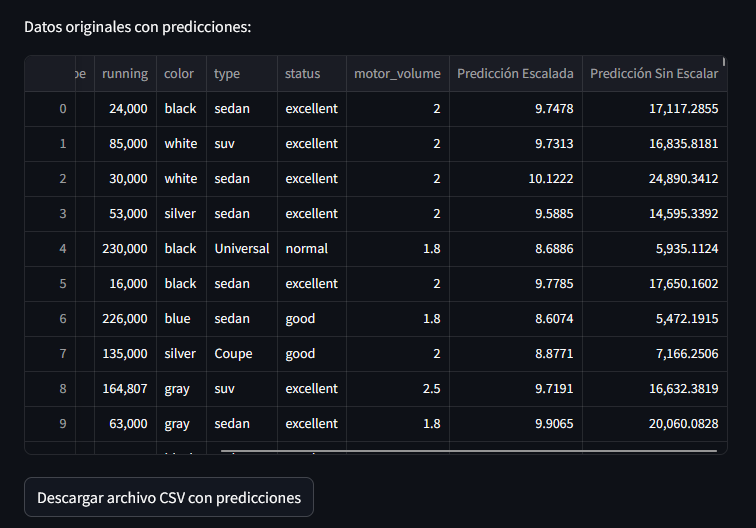 Datos originales con predicciones:
pe running color type status motor_volume Predicción Escalada Predicción Sin Escalar
0 24,000 black sedan excellent 2 9.7478 17,117.2855
1 85,000 white suv excellent 2 9.7313 16,835.8181
2 30,000 white sedan excellent 2 10.1222 24,890.3412
3 53,000 silver sedan excellent 2 9.5885 14,595.3392
4 230,000 black Universal normal 1.8 8.6886 5,935.1124
5 16,000 black sedan excellent 2 9.7785 17,650.1602
6 226,000 blue sedan good 1.8 8.6074 5,472.1915
7 135,000 silver Coupe good 2 8.8771 7,166.2506
8 164,807 gray suv excellent 2.5 9.7191 16,632.3819
9 63,000 gray sedan excellent 1.8 9.9065 20,060.0828
Descargar archivo CSV con predicciones